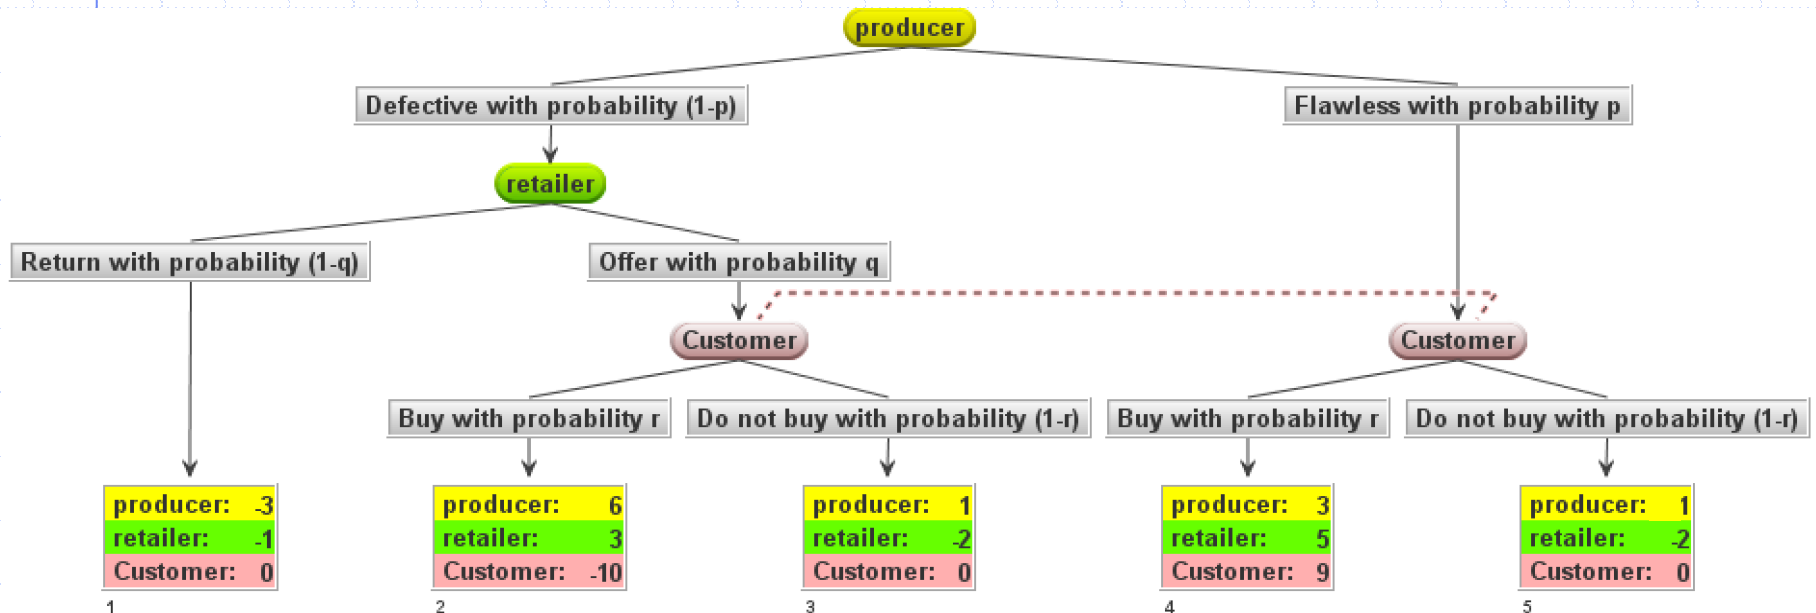 producer
Defective with probability (1-p)
Flawless with probability p
retailer
Return with probability (1-q)
Offer with probability q
Customer
Customer
Buy with probability r
Do not buy with probability (1-r)
Buy with probability r
Do not buy with probability (1-r)
producer: -3
retailer: -1
Customer: 0
1
producer: 6
retailer: 3
Customer: -10
2
producer: 1
retailer: -2
Customer: 0
3
producer: 3
retailer: 5
Customer: 9
4
producer: 1
retailer: -2
Customer: 0
5